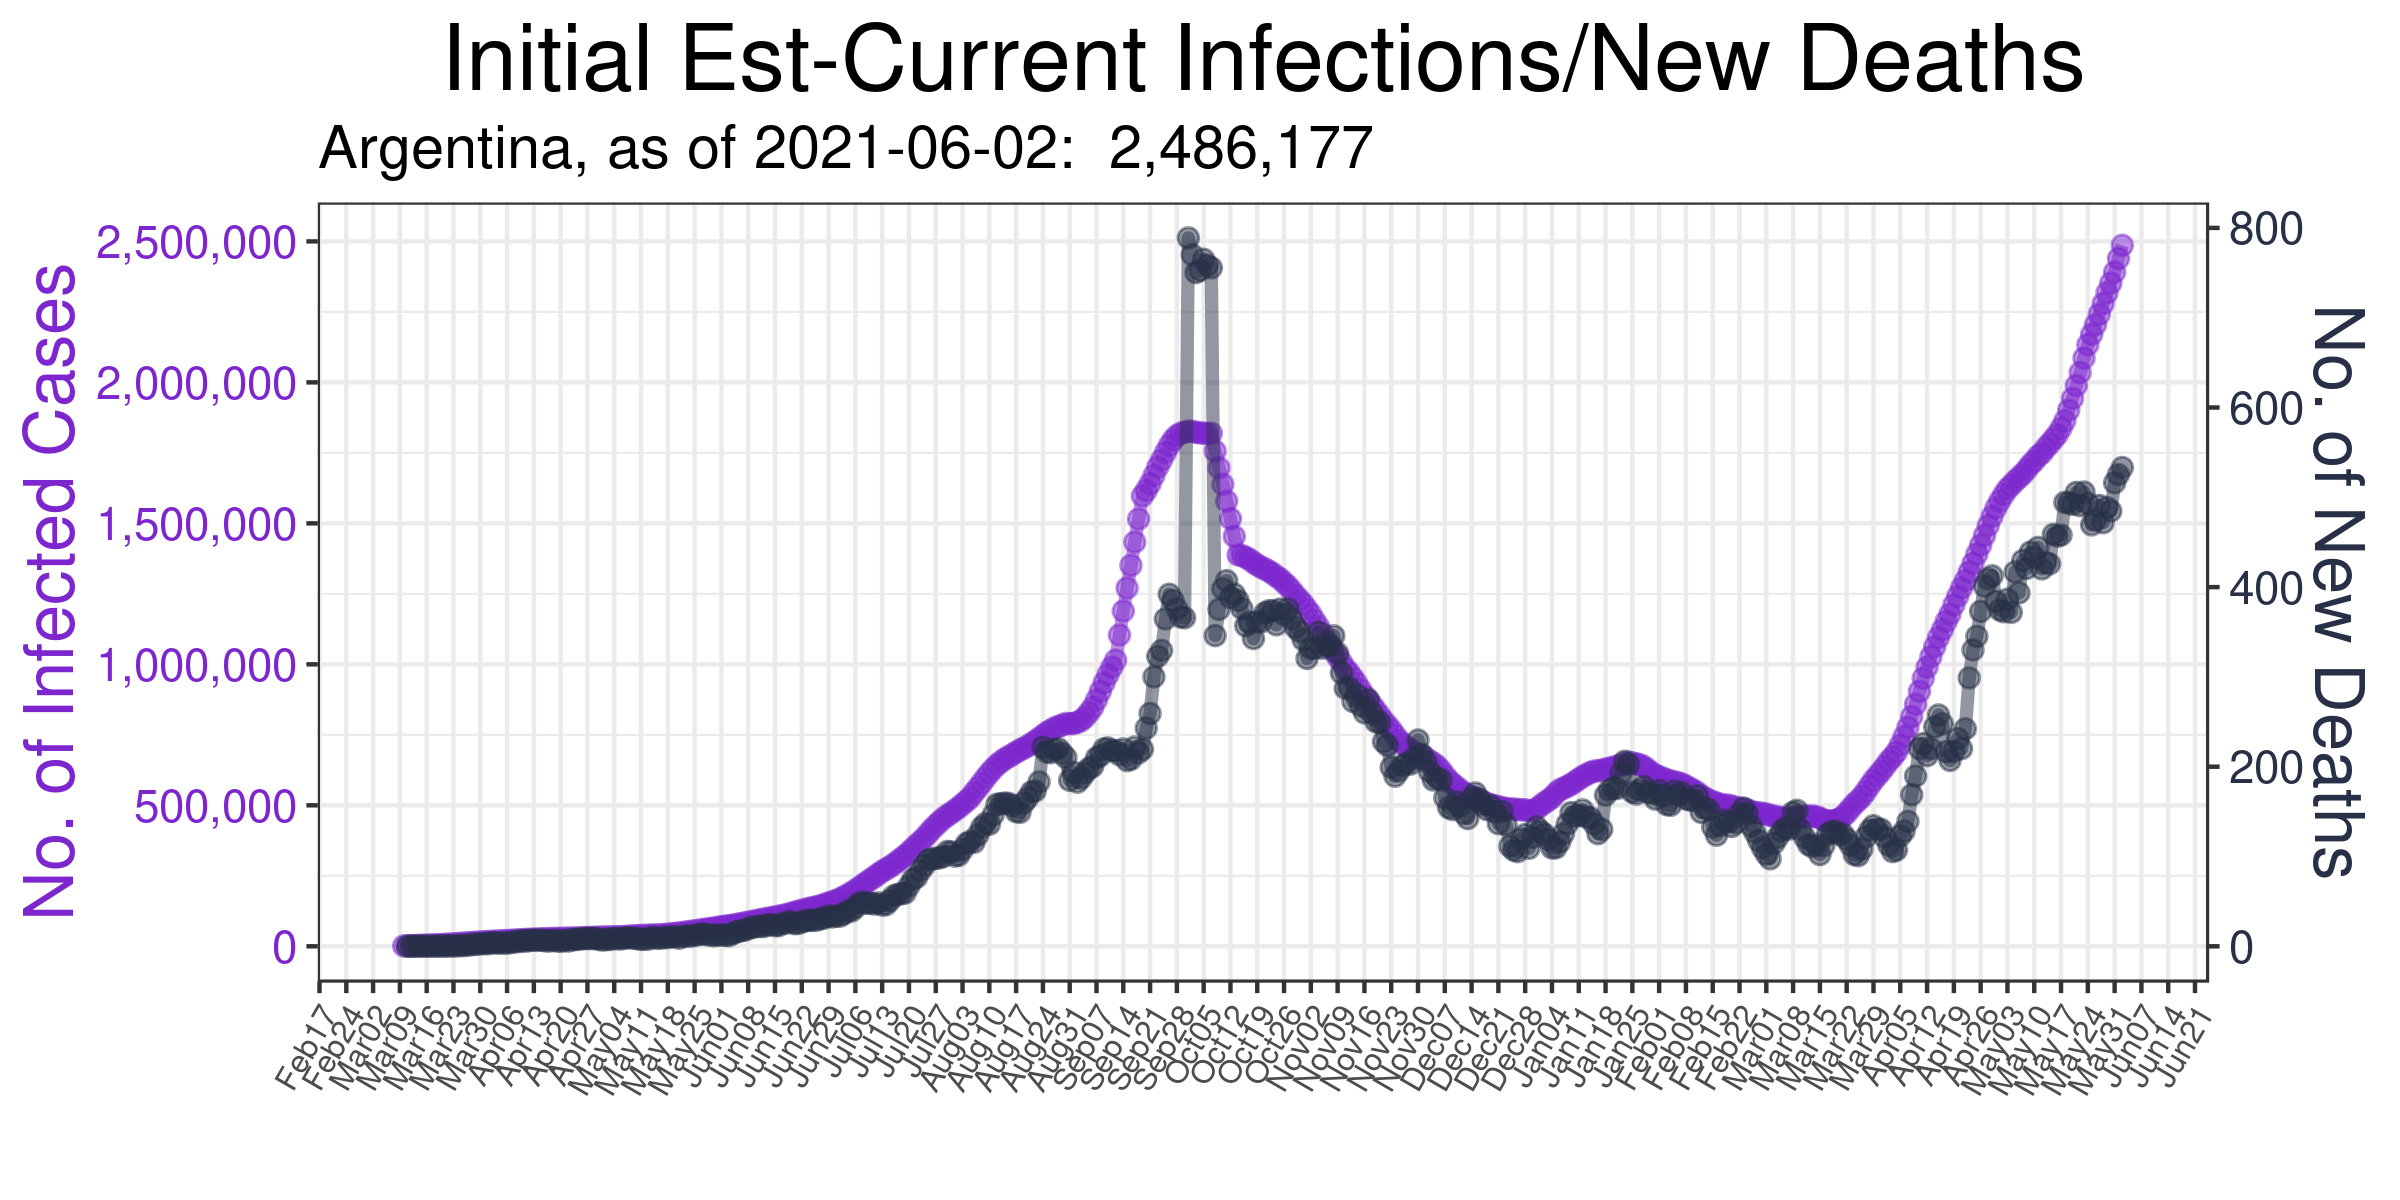 Initial Est-Current Infections/New Deaths
Argentina, as of 2021-06-02:  2,486,177
No. of Infected Cases
2,500,000
2,000,000
1,500,000
1,000,000
500,000
0
800
600
400
200
0
No. of New Deaths
Feb17
Feb24
Mar02
Mar09
Mar16
Mar23
Mar30
Apr06
Apr13
Apr20
Apr27
May04
May11
May18
May25
Jun01
Jun08
Jun15
Jun22
Jun29
Jul06
Jul13
Jul20
Jul27
Aug03
Aug10
Aug17
Aug24
Aug31
Sep07
Sep14
Sep21
Sep28
Oct05
Oct12
Oct19
Oct26
Nov02
Nov09
Nov16
Nov23
Nov30
Dec07
Dec14
Dec21
Dec28
Jan04
Jan11
Jan18
Jan25
Feb01
Feb08
Feb15
Feb22
Mar01
Mar08
Mar15
Mar22
Mar29
Apr05
Apr12
Apr19
Apr26
May03
May10
May17
May24
May31
Jun07
Jun14
Jun21